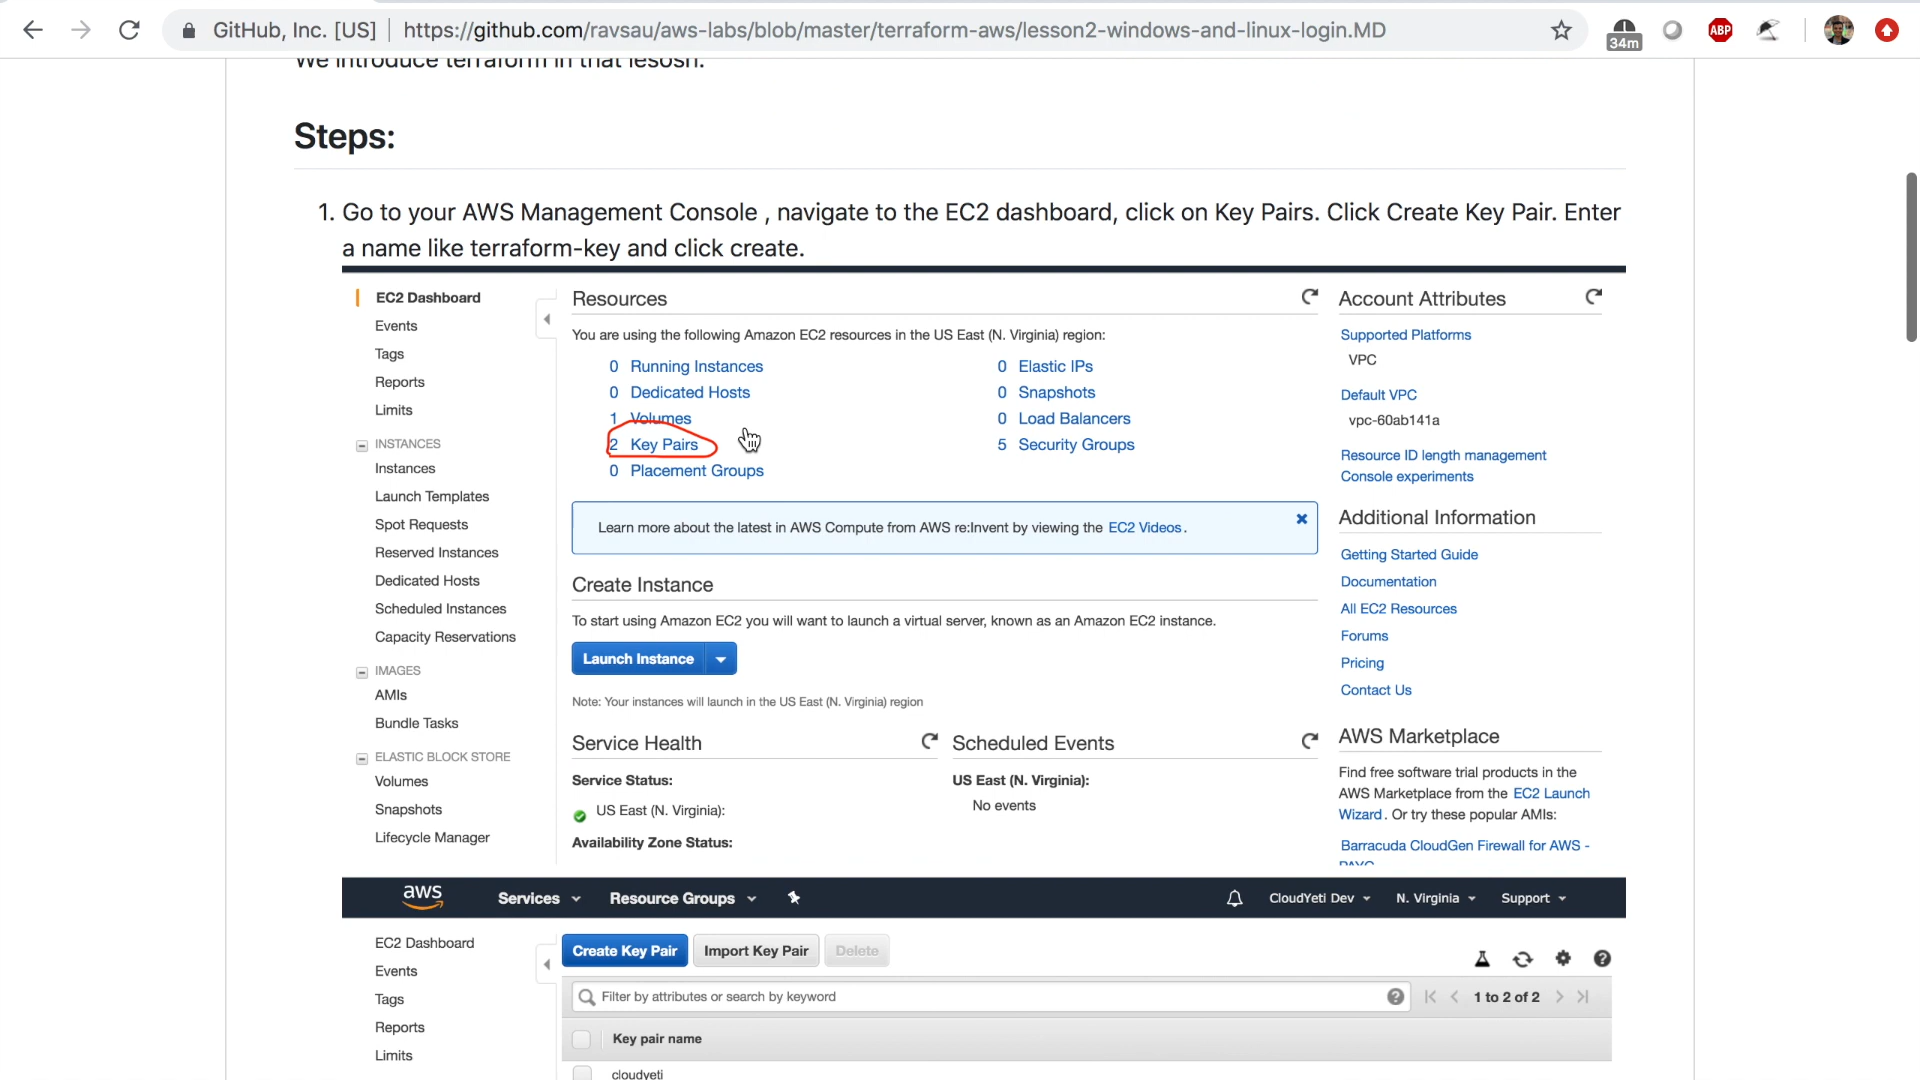 GitHub, Inc. [US] https://github.com/ravsau/aws-labs/blob/master/terraform-aws/lesson2-windows-and-linux-login.MD
34m
ABP
We introduce terraform in that lesosn.
Steps:
1. Go to your AWS Management Console , navigate to the EC2 dashboard, click on Key Pairs. Click Create Key Pair. Enter
a name like terraform-key and click create.
EC2 Dashboard
Events
Tags
Reports
Limits
INSTANCES
Instances
Launch Templates
Spot Requests
Reserved Instances
Dedicated Hosts
Scheduled Instances
Capacity Reservations
IMAGES
AMIs
Bundle Tasks
ELASTIC BLOCK STORE
Volumes
Snapshots
Lifecycle Manager
Resources
You are using the following Amazon EC2 resources in the US East (N. Virginia) region:
0 Running Instances
0 Dedicated Hosts
1 Volumes
2 Key Pairs
0 Placement Groups
0 Elastic IPs
0 Snapshots
0 Load Balancers
5 Security Groups
Learn more about the latest in AWS Compute from AWS re:Invent by viewing the EC2 Videos.
Create Instance
To start using Amazon EC2 you will want to launch a virtual server, known as an Amazon EC2 instance.
Launch Instance
Note: Your instances will launch in the US East (N. Virginia) region
Service Health
Service Status:
US East (N. Virginia):
Availability Zone Status:
Scheduled Events
US East (N. Virginia):
No events
Account Attributes
Supported Platforms
VPC
Default VPC
vpc-60ab141a
Resource ID length management
Console experiments
Additional Information
Getting Started Guide
Documentation
All EC2 Resources
Forums
Pricing
Contact Us
AWS Marketplace
Find free software trial products in the
AWS Marketplace from the EC2 Launch
Wizard. Or try these popular AMIs:
Barracuda CloudGen Firewall for AWS -
PAYG
aws Services Resource Groups CloudYeti Dev N. Virginia Support
EC2 Dashboard
Events
Tags
Reports
Limits
Create Key Pair Import Key Pair Delete
Filter by attributes or search by keyword
1 to 2 of 2
Key pair name
cloudyeti